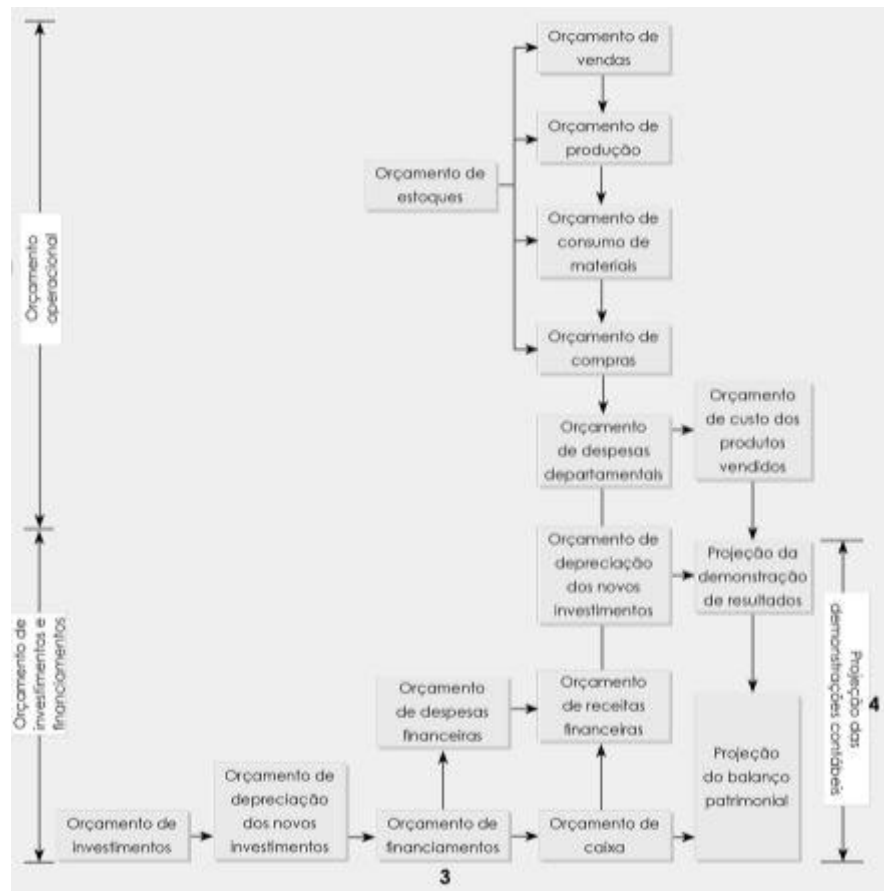 Orçamento de
vendas
Orçamento de
produção
Orçamento de
estoques
Orçamento de
consumo de
materiais
Orçamento
operacional
Orçamento de
compras
Orçamento
de despesas
departamentais
Orçamento
de custo dos
produtos
vendidos
Orçamento de
depreciação
dos novos
investimentos
Projeção da
demonstração
de resultados
Orçamento de
investimentos e
financiamentos
Orçamento
de despesas
financeiras
Orçamento
de receitas
financeiras
Projeção das
demonstrações contábeis
4
Orçamento de
investimentos
Orçamento de
depreciação
dos novos
investimentos
Orçamento de
financiamentos
Orçamento de
caixa
Projeção
do balanço
patrimonial
3